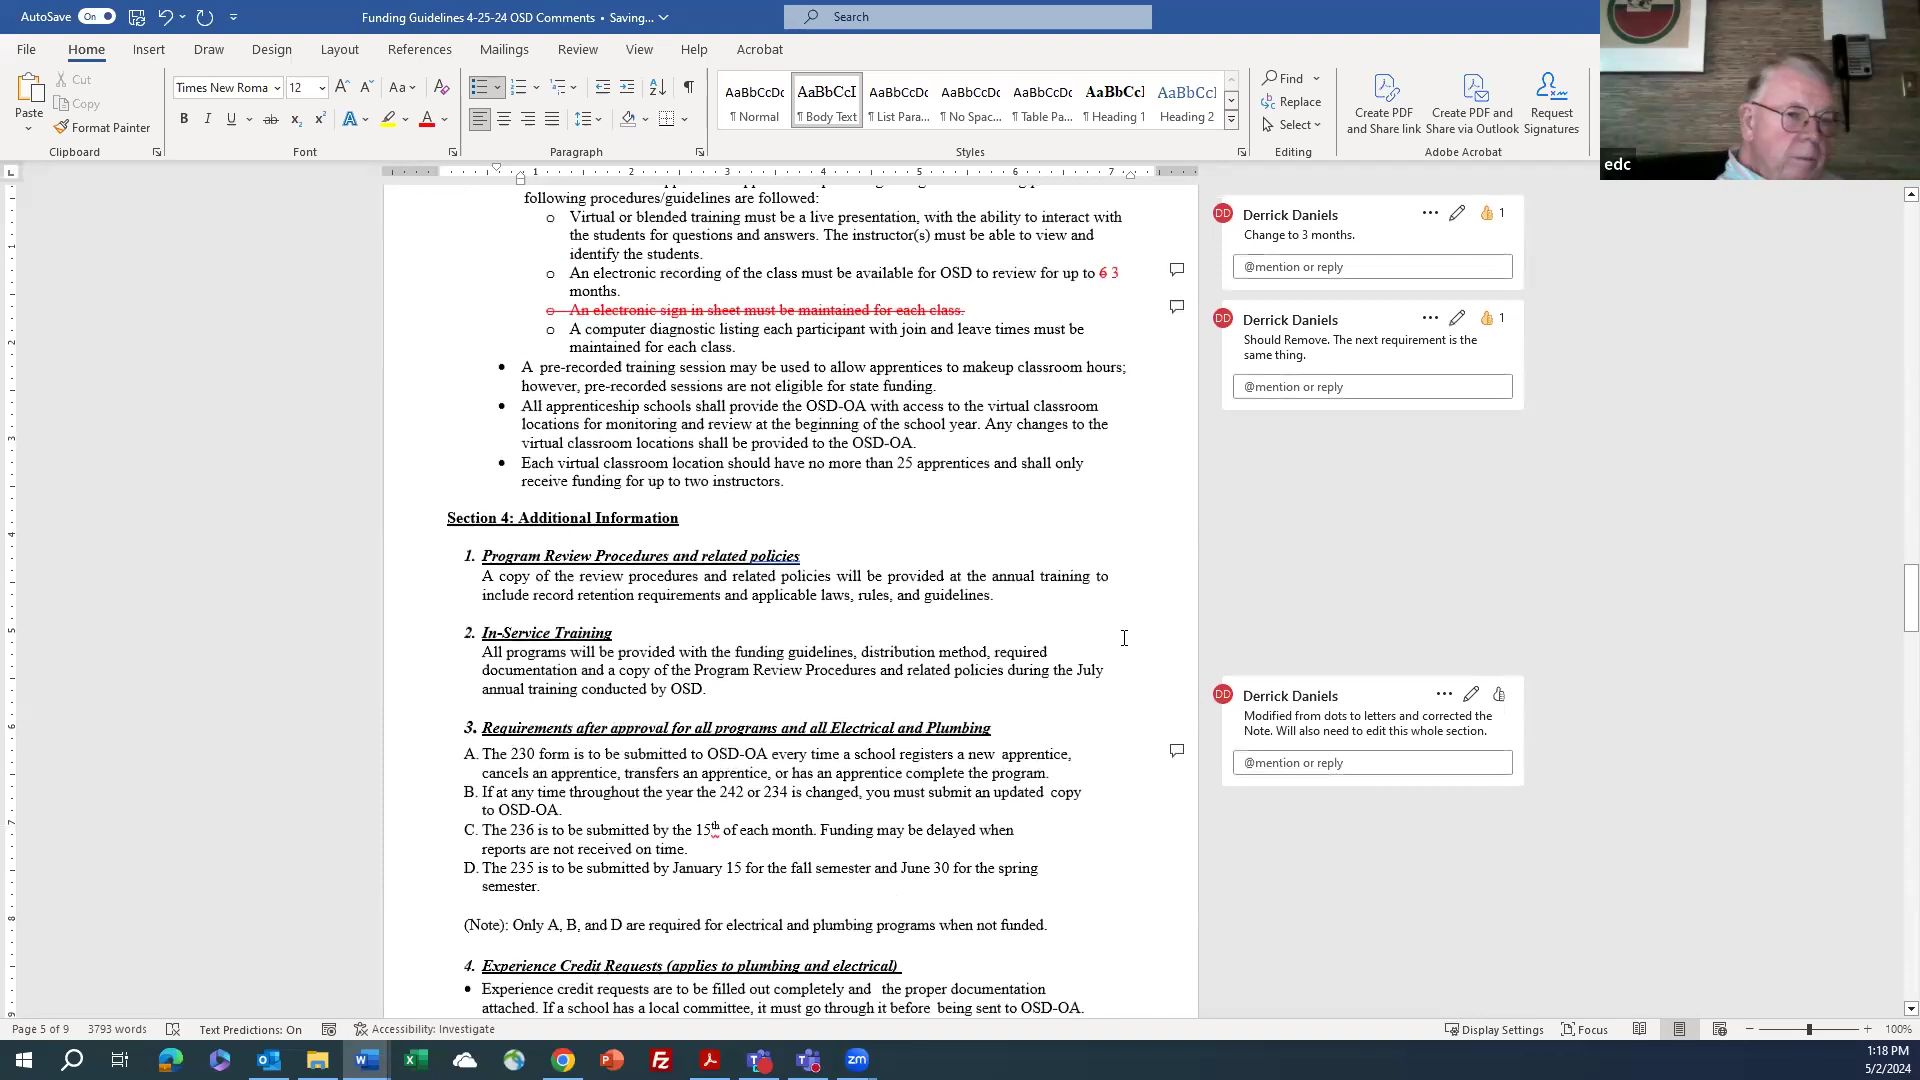 AutoSave On
Funding Guidelines 4-25-24 OSD Comments • Saving...
Search
File Home Insert Draw Design Layout References Mailings Review View Help Acrobat
Paste
Cut
Copy
Format Painter
Times New Roma 12
Aa
AaBbCcDc AaBbCcI AaBbCcDc AaBbCcDc AaBbCcDc AaBbCcI AaBbCcI
¶ Normal ¶ Body Text ¶ List Para... ¶ No Spac... ¶ Table Pa... ¶ Heading 1 Heading 2
Find
Replace
Select
Create PDF and Share link
Create PDF and Share via Outlook
Request Signatures
Clipboard Font Paragraph Styles Editing Adobe Acrobat
edc
following procedures/guidelines are followed:
o Virtual or blended training must be a live presentation, with the ability to interact with
the students for questions and answers. The instructor(s) must be able to view and
identify the students.
o An electronic recording of the class must be available for OSD to review for up to 6 3
months.
o An electronic sign in sheet must be maintained for each class.
o A computer diagnostic listing each participant with join and leave times must be
maintained for each class.
• A pre-recorded training session may be used to allow apprentices to makeup classroom hours;
however, pre-recorded sessions are not eligible for state funding.
• All apprenticeship schools shall provide the OSD-OA with access to the virtual classroom
locations for monitoring and review at the beginning of the school year. Any changes to the
virtual classroom locations shall be provided to the OSD-OA.
• Each virtual classroom location should have no more than 25 apprentices and shall only
receive funding for up to two instructors.
Section 4: Additional Information
1. Program Review Procedures and related policies
A copy of the review procedures and related policies will be provided at the annual training to
include record retention requirements and applicable laws, rules, and guidelines.
2. In-Service Training
All programs will be provided with the funding guidelines, distribution method, required
documentation and a copy of the Program Review Procedures and related policies during the July
annual training conducted by OSD.
3. Requirements after approval for all programs and all Electrical and Plumbing
A. The 230 form is to be submitted to OSD-OA every time a school registers a new apprentice,
cancels an apprentice, transfers an apprentice, or has an apprentice complete the program.
B. If at any time throughout the year the 242 or 234 is changed, you must submit an updated copy
to OSD-OA.
C. The 236 is to be submitted by the 15th of each month. Funding may be delayed when
reports are not received on time.
D. The 235 is to be submitted by January 15 for the fall semester and June 30 for the spring
semester.
(Note): Only A, B, and D are required for electrical and plumbing programs when not funded.
4. Experience Credit Requests (applies to plumbing and electrical)
• Experience credit requests are to be filled out completely and the proper documentation
attached. If a school has a local committee, it must go through it before being sent to OSD-OA.
DD Derrick Daniels 1
Change to 3 months.
@mention or reply
DD Derrick Daniels 1
Should Remove. The next requirement is the
same thing.
@mention or reply
DD Derrick Daniels
Modified from dots to letters and corrected the
Note. Will also need to edit this whole section.
@mention or reply
Page 5 of 9 3793 words Text Predictions: On Accessibility: Investigate Display Settings Focus 100%
1:18 PM
5/2/2024